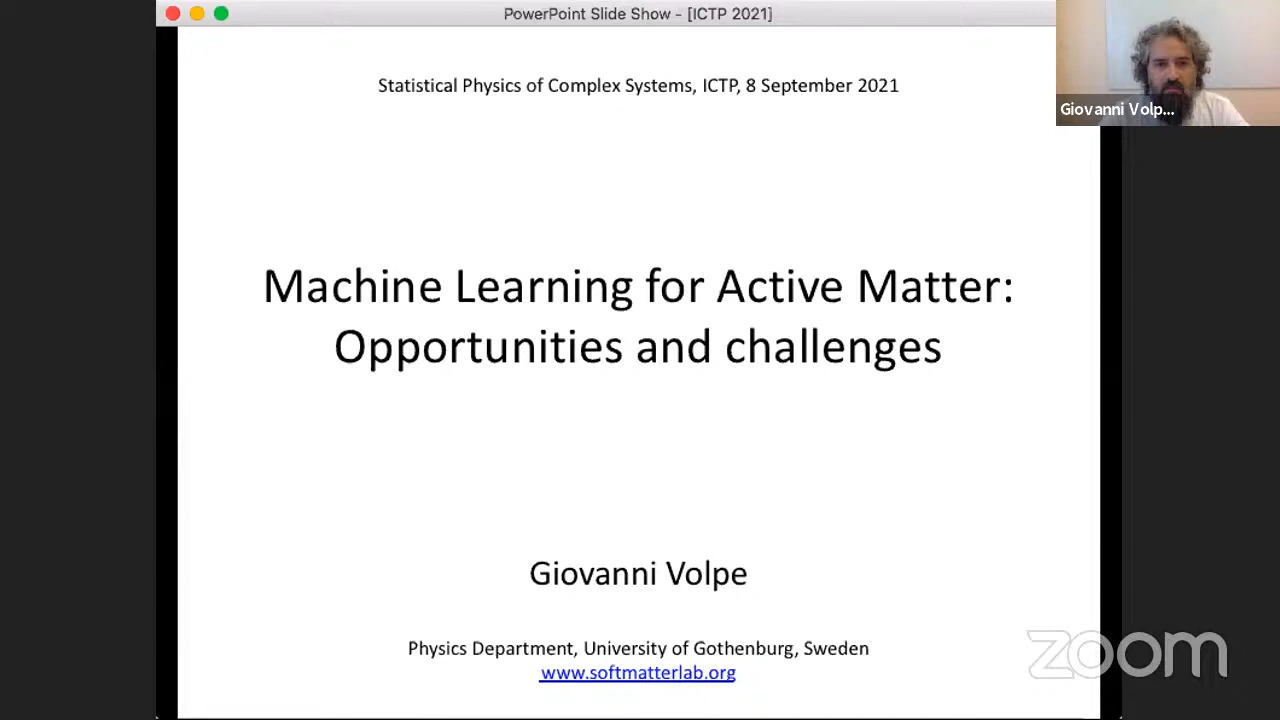 PowerPoint Slide Show - [ICTP 2021]
Statistical Physics of Complex Systems, ICTP, 8 September 2021
Giovanni Volp...
Machine Learning for Active Matter:
Opportunities and challenges
Giovanni Volpe
Physics Department, University of Gothenburg, Sweden
www.softmatterlab.org
zoom